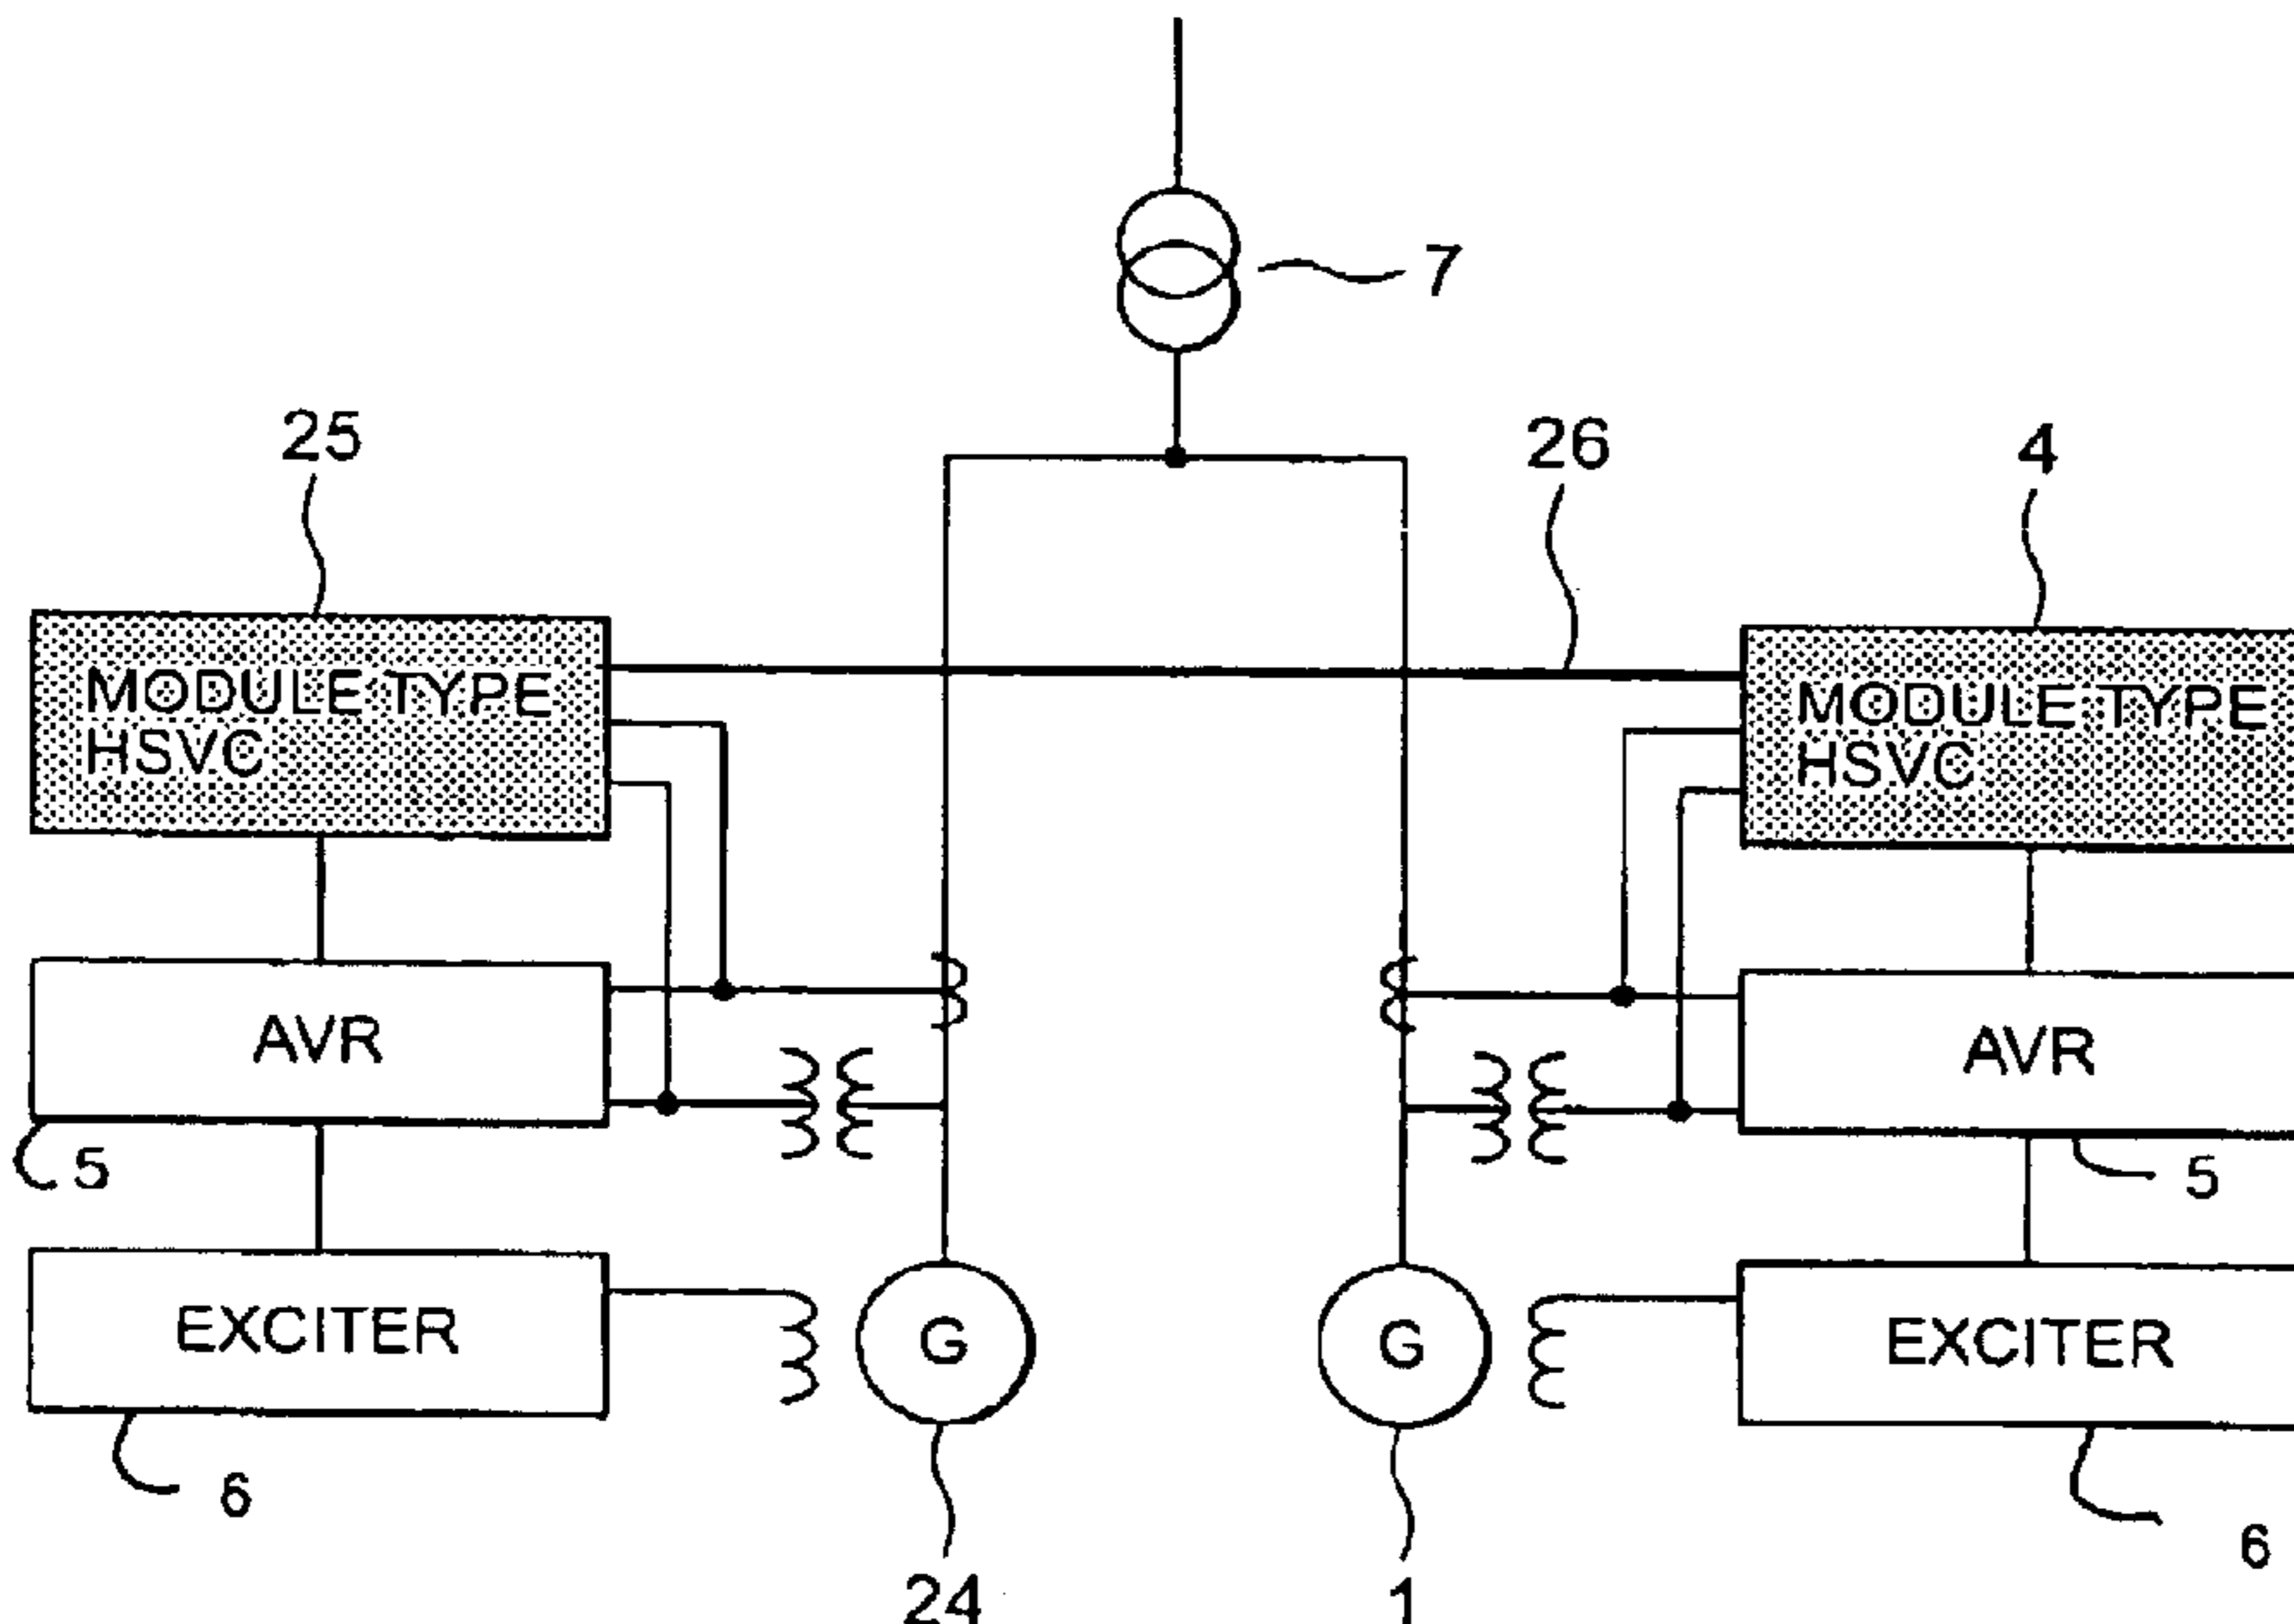 7
25
26
4
MODULE TYPE
HSVC
MODULE TYPE
HSVC
AVR
AVR
5
5
EXCITER
G
G
EXCITER
6
6
24
1